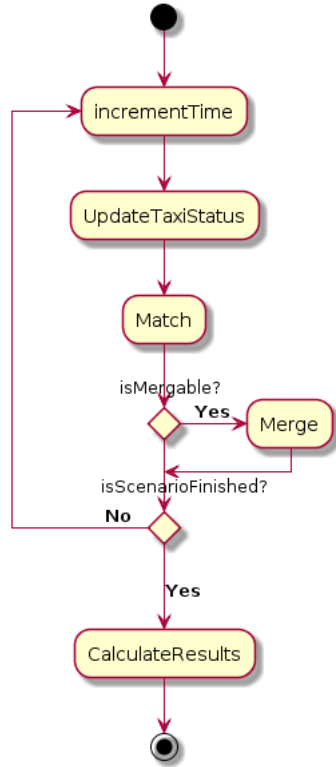 incrementTime
UpdateTaxiStatus
Match
isMergable?
Yes
Merge
isScenarioFinished?
No
Yes
CalculateResults